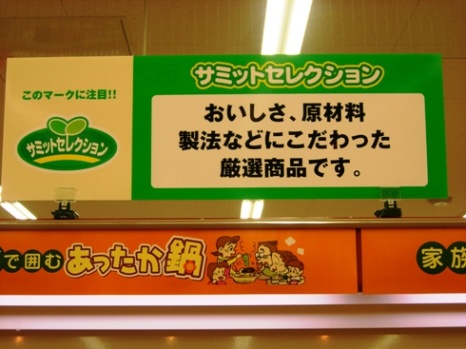 このマークに注目!!
サミットセレクション
サミットセレクション
おいしさ、原材料
製法などにこだわった
厳選商品です。
で囲むあったか鍋
家族